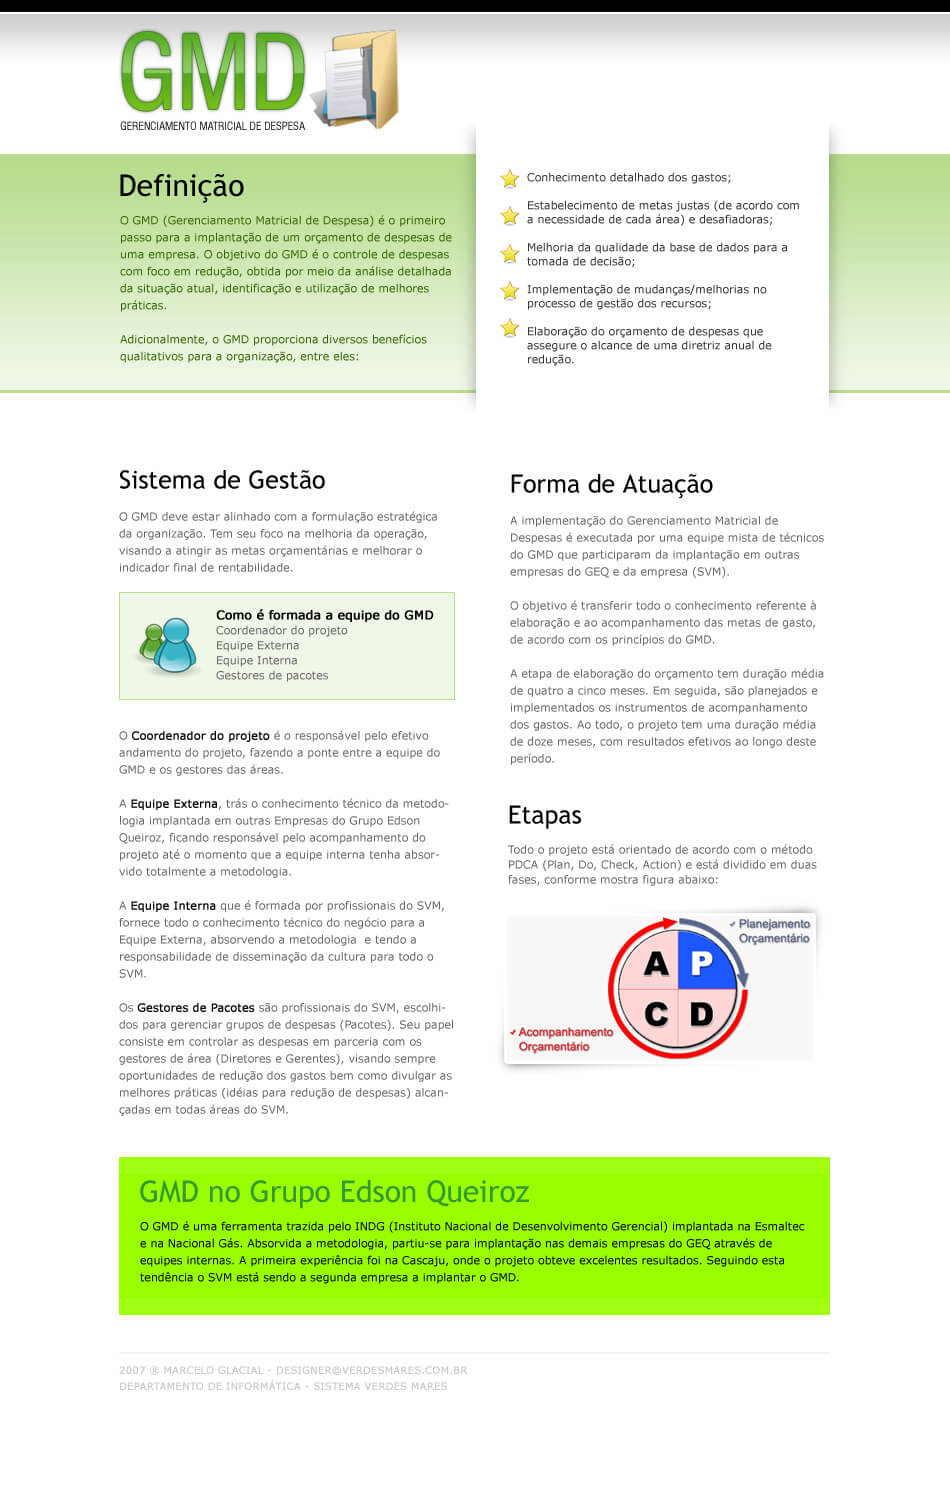 GMD
GERENCIAMENTO MATRICIAL DE DESPESA
Definição
O GMD (Gerenciamento Matricial de Despesa) é o primeiro
passo para a implantação de um orçamento de despesas de
uma empresa. O objetivo do GMD é o controle de despesas
com foco em redução, obtida por meio da análise detalhada
da situação atual, identificação e utilização de melhores
práticas.
Adicionalmente, o GMD proporciona diversos benefícios
qualitativos para a organização, entre eles:
Conhecimento detalhado dos gastos;
Estabelecimento de metas justas (de acordo com
a necessidade de cada área) e desafiadoras;
Melhoria da qualidade da base de dados para a
tomada de decisão;
Implementação de mudanças/melhorias no
processo de gestão dos recursos;
Elaboração do orçamento de despesas que
assegure o alcance de uma diretriz anual de
redução.
Sistema de Gestão
O GMD deve estar alinhado com a formulação estratégica
da organização. Tem seu foco na melhoria da operação,
visando a atingir as metas orçamentárias e melhorar o
indicador final de rentabilidade.
Como é formada a equipe do GMD
Coordenador do projeto
Equipe Externa
Equipe Interna
Gestores de pacotes
O Coordenador do projeto é o responsável pelo efetivo
andamento do projeto, fazendo a ponte entre a equipe do
GMD e os gestores das áreas.
A Equipe Externa, trás o conhecimento técnico da metodo-
logia implantada em outras Empresas do Grupo Edson
Queiroz, ficando responsável pelo acompanhamento do
projeto até o momento que a equipe interna tenha absor-
vido totalmente a metodologia.
A Equipe Interna que é formada por profissionais do SVM,
fornece todo o conhecimento técnico do negócio para a
Equipe Externa, absorvendo a metodologia  e tendo a
responsabilidade de disseminação da cultura para todo o
SVM.
Os Gestores de Pacotes são profissionais do SVM, escolhi-
dos para gerenciar grupos de despesas (Pacotes). Seu papel
consiste em controlar as despesas em parceria com os
gestores de área (Diretores e Gerentes), visando sempre
oportunidades de redução dos gastos bem como divulgar as
melhores práticas (idéias para redução de despesas) alcan-
çadas em todas áreas do SVM.
Forma de Atuação
A implementação do Gerenciamento Matricial de
Despesas é executada por uma equipe mista de técnicos
do GMD que participaram da implantação em outras
empresas do GEQ e da empresa (SVM).
O objetivo é transferir todo o conhecimento referente à
elaboração e ao acompanhamento das metas de gasto,
de acordo com os princípios do GMD.
A etapa de elaboração do orçamento tem duração média
de quatro a cinco meses. Em seguida, são planejados e
implementados os instrumentos de acompanhamento
dos gastos. Ao todo, o projeto tem uma duração média
de doze meses, com resultados efetivos ao longo deste
período.
Etapas
Todo o projeto está orientado de acordo com o método
PDCA (Plan, Do, Check, Action) e está dividido em duas
fases, conforme mostra figura abaixo:
Planejamento
Orçamentário
A P
C D
Acompanhamento
Orçamentário
GMD no Grupo Edson Queiroz
O GMD é uma ferramenta trazida pelo INDG (Instituto Nacional de Desenvolvimento Gerencial) implantada na Esmaltec
e na Nacional Gás. Absorvida a metodologia, partiu-se para implantação nas demais empresas do GEQ através de
equipes internas. A primeira experiência foi na Cascaju, onde o projeto obteve excelentes resultados. Seguindo esta
tendência o SVM está sendo a segunda empresa a implantar o GMD.
2007 ® MARCELO GLACIAL - DESIGNER@VERDESMARES.COM.BR
DEPARTAMENTO DE INFORMÁTICA - SISTEMA VERDES MARES